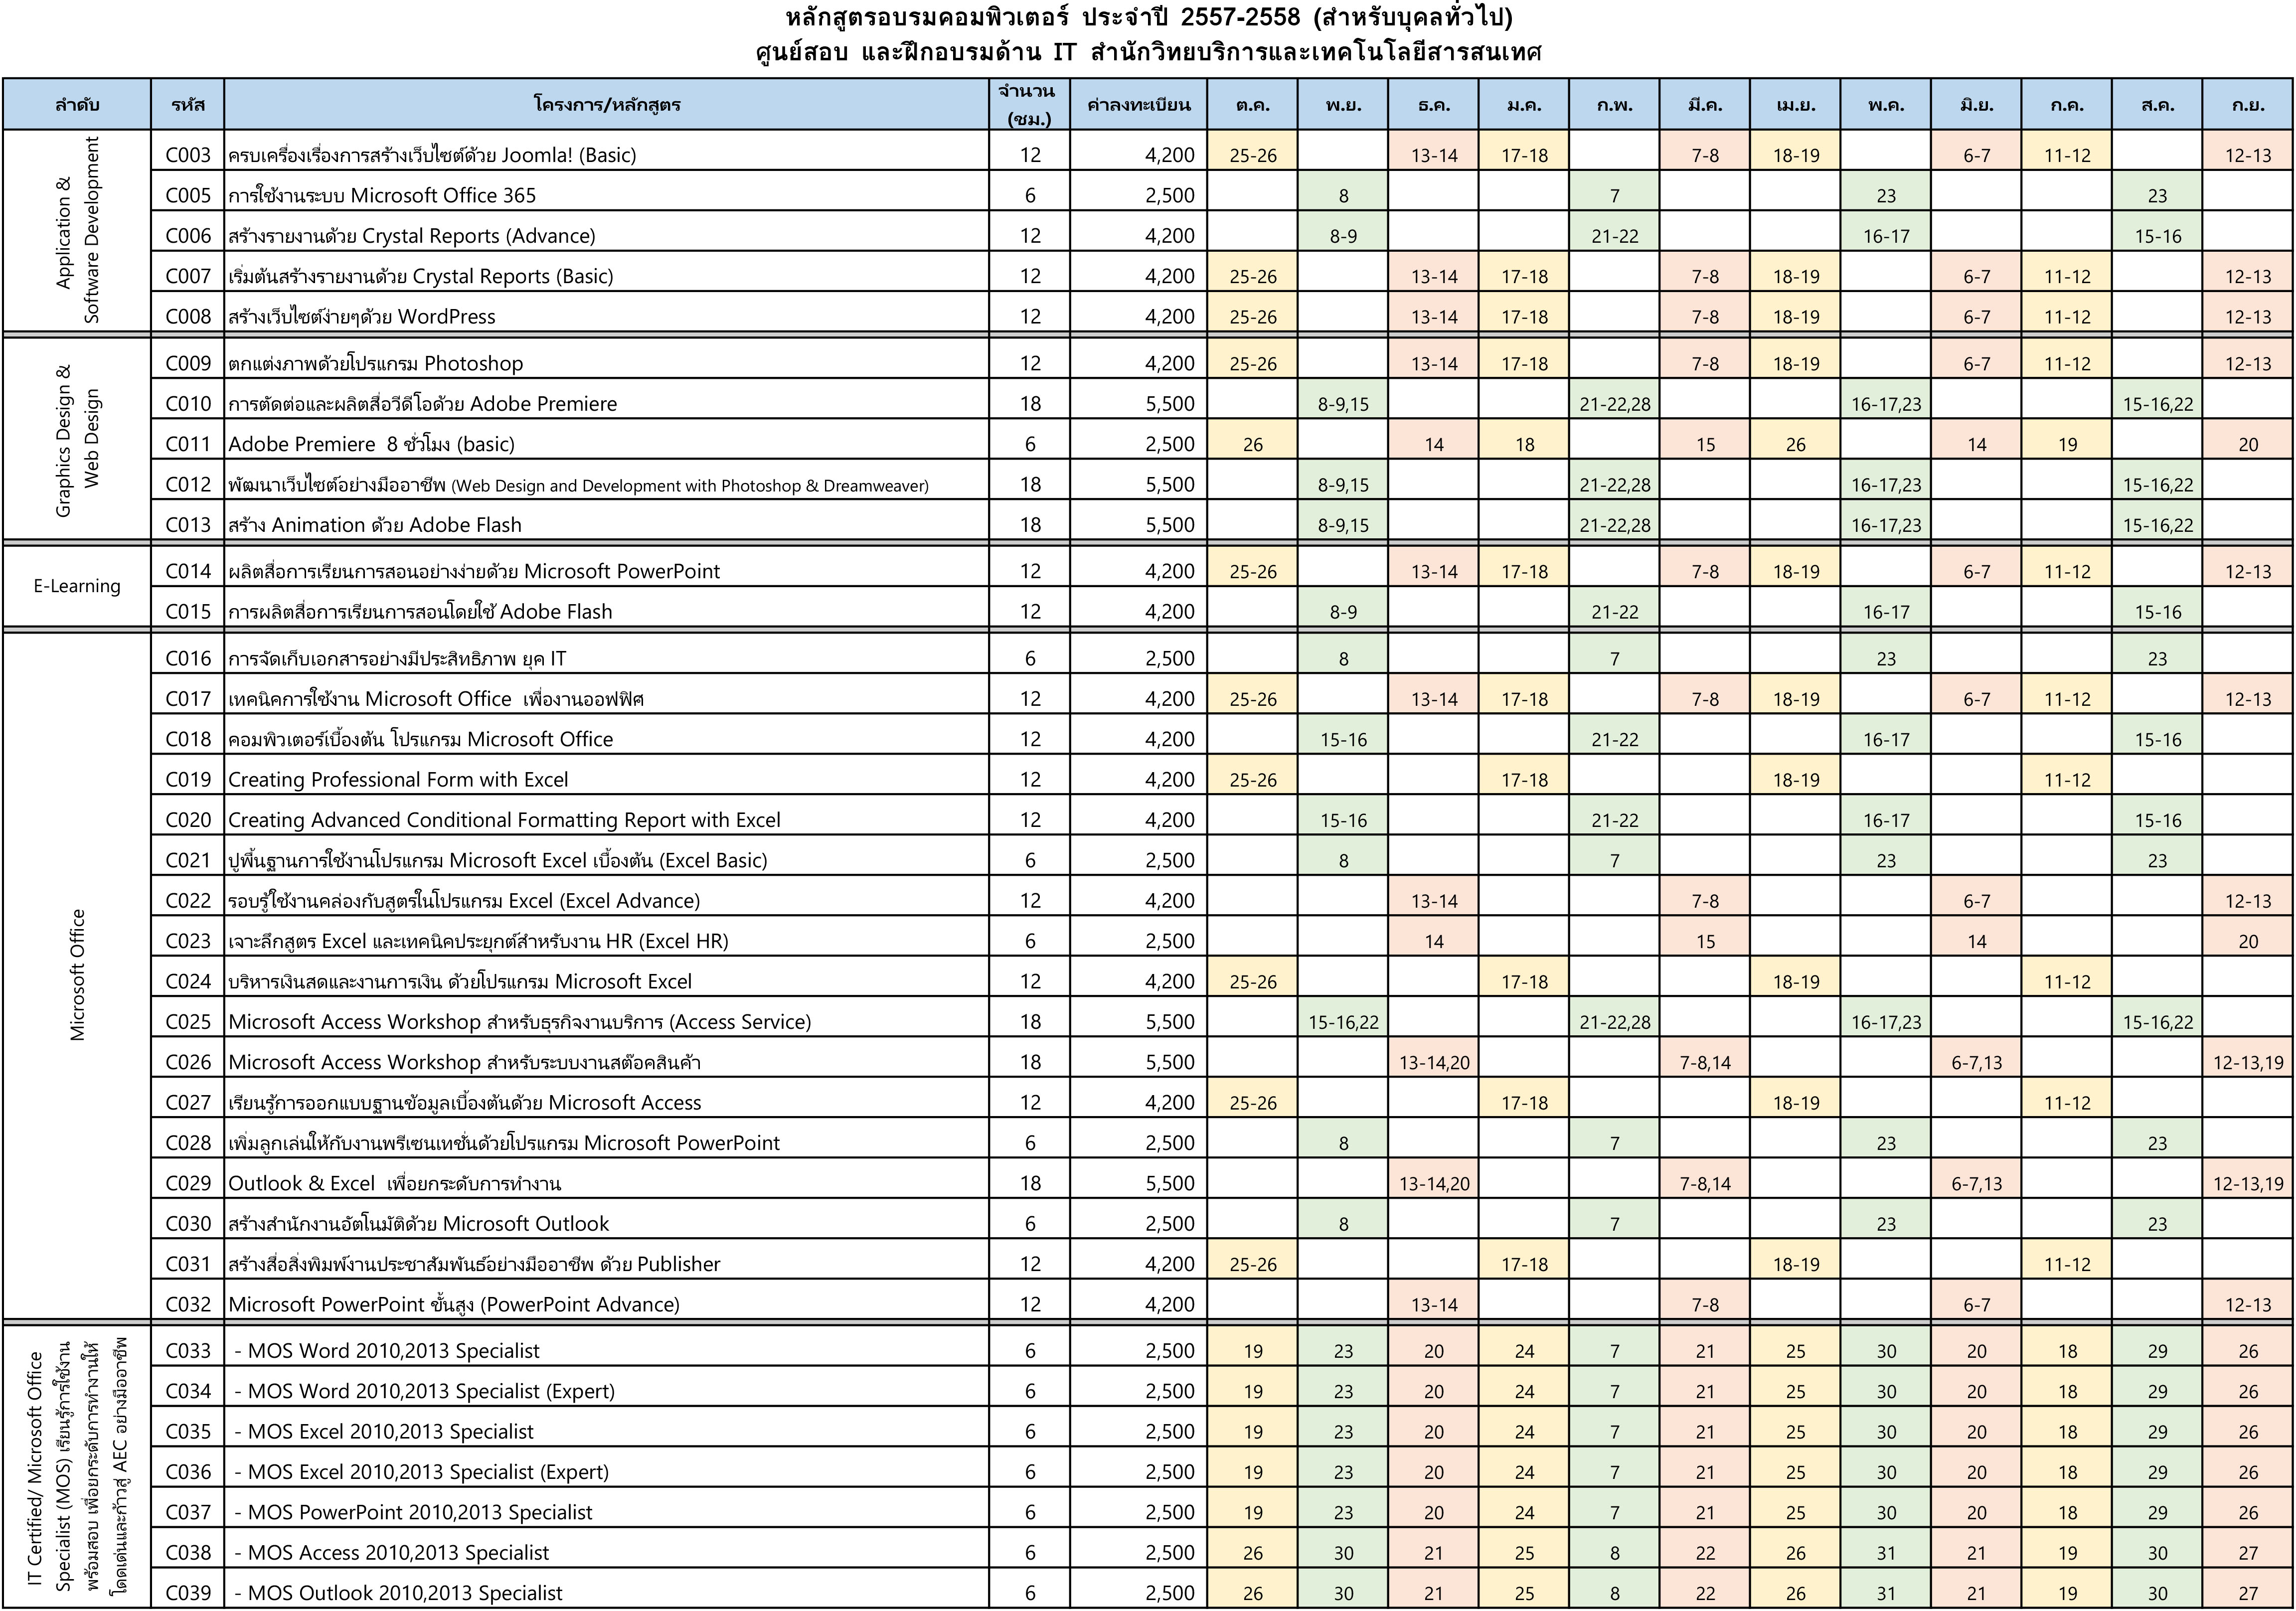 หลักสูตรอบรมคอมพิวเตอร์ ประจำปี 2557-2558 (สำหรับบุคลทั่วไป)
ศูนย์สอบ และฝึกอบรมด้าน IT สำนักวิทยบริการและเทคโนโลยีสารสนเทศ
ลำดับ รหัส โครงการ/หลักสูตร จำนวน (ชม.) ค่าลงทะเบียน ต.ค. พ.ย. ธ.ค. ม.ค. ก.พ. มี.ค. เม.ย. พ.ค. มิ.ย. ก.ค. ส.ค. ก.ย.
Application &
Software Development
C003 ครบเครื่องเรื่องการสร้างเว็บไซต์ด้วย Joomla! (Basic) 12 4,200 25-26 13-14 17-18 7-8 18-19 6-7 11-12 12-13
C005 การใช้งานระบบ Microsoft Office 365 6 2,500 8 7 23 23
C006 สร้างรายงานด้วย Crystal Reports (Advance) 12 4,200 8-9 21-22 16-17 15-16
C007 เริ่มต้นสร้างรายงานด้วย Crystal Reports (Basic) 12 4,200 25-26 13-14 17-18 7-8 18-19 6-7 11-12 12-13
C008 สร้างเว็บไซต์ง่ายๆด้วย WordPress 12 4,200 25-26 13-14 17-18 7-8 18-19 6-7 11-12 12-13
Graphics Design &
Web Design
C009 ตกแต่งภาพด้วยโปรแกรม Photoshop 12 4,200 25-26 13-14 17-18 7-8 18-19 6-7 11-12 12-13
C010 การตัดต่อและผลิตสื่อวีดีโอด้วย Adobe Premiere 18 5,500 8-9,15 21-22,28 16-17,23 15-16,22
C011 Adobe Premiere 8 ชั่วโมง (basic) 6 2,500 26 14 18 15 26 14 19 20
C012 พัฒนาเว็บไซต์อย่างมืออาชีพ (Web Design and Development with Photoshop & Dreamweaver) 18 5,500 8-9,15 21-22,28 16-17,23 15-16,22
C013 สร้าง Animation ด้วย Adobe Flash 18 5,500 8-9,15 21-22,28 16-17,23 15-16,22
E-Learning
C014 ผลิตสื่อการเรียนการสอนอย่างง่ายด้วย Microsoft PowerPoint 12 4,200 25-26 13-14 17-18 7-8 18-19 6-7 11-12 12-13
C015 การผลิตสื่อการเรียนการสอนโดยใช้ Adobe Flash 12 4,200 8-9 21-22 16-17 15-16
Microsoft Office
C016 การจัดเก็บเอกสารอย่างมีประสิทธิภาพ ยุค IT 6 2,500 8 7 23 23
C017 เทคนิคการใช้งาน Microsoft Office เพื่องานออฟฟิศ 12 4,200 25-26 13-14 17-18 7-8 18-19 6-7 11-12 12-13
C018 คอมพิวเตอร์เบื้องต้น โปรแกรม Microsoft Office 12 4,200 15-16 21-22 16-17 15-16
C019 Creating Professional Form with Excel 12 4,200 25-26 17-18 18-19 11-12
C020 Creating Advanced Conditional Formatting Report with Excel 12 4,200 15-16 21-22 16-17 15-16
C021 ปูพื้นฐานการใช้งานโปรแกรม Microsoft Excel เบื้องต้น (Excel Basic) 6 2,500 8 7 23 23
C022 รอบรู้ใช้งานคล่องกับสูตรในโปรแกรม Excel (Excel Advance) 12 4,200 13-14 7-8 6-7 12-13
C023 เจาะลึกสูตร Excel และเทคนิคประยุกต์สำหรับงาน HR (Excel HR) 6 2,500 14 15 14 20
C024 บริหารเงินสดและงานการเงิน ด้วยโปรแกรม Microsoft Excel 12 4,200 25-26 17-18 18-19 11-12
C025 Microsoft Access Workshop สำหรับธุรกิจงานบริการ (Access Service) 18 5,500 15-16,22 21-22,28 16-17,23 15-16,22
C026 Microsoft Access Workshop สำหรับระบบงานสต๊อคสินค้า 18 5,500 13-14,20 7-8,14 6-7,13 12-13,19
C027 เรียนรู้การออกแบบฐานข้อมูลเบื้องต้นด้วย Microsoft Access 12 4,200 25-26 17-18 18-19 11-12
C028 เพิ่มลูกเล่นให้กับงานพรีเซนเทชั่นด้วยโปรแกรม Microsoft PowerPoint 6 2,500 8 7 23 23
C029 Outlook & Excel เพื่อยกระดับการทำงาน 18 5,500 13-14,20 7-8,14 6-7,13 12-13,19
C030 สร้างสำนักงานอัตโนมัติด้วย Microsoft Outlook 6 2,500 8 7 23 23
C031 สร้างสื่อสิ่งพิมพ์งานประชาสัมพันธ์อย่างมืออาชีพ ด้วย Publisher 12 4,200 25-26 17-18 18-19 11-12
C032 Microsoft PowerPoint ขั้นสูง (PowerPoint Advance) 12 4,200 13-14 7-8 6-7 12-13
IT Certified/ Microsoft Office
Specialist (MOS) เรียนรู้การใช้งาน
พร้อมสอบ เพื่อยกระดับการทำงานให้
โดดเด่นและก้าวสู่ AEC อย่างมืออาชีพ
C033 - MOS Word 2010,2013 Specialist 6 2,500 19 23 20 24 7 21 25 30 20 18 29 26
C034 - MOS Word 2010,2013 Specialist (Expert) 6 2,500 19 23 20 24 7 21 25 30 20 18 29 26
C035 - MOS Excel 2010,2013 Specialist 6 2,500 19 23 20 24 7 21 25 30 20 18 29 26
C036 - MOS Excel 2010,2013 Specialist (Expert) 6 2,500 19 23 20 24 7 21 25 30 20 18 29 26
C037 - MOS PowerPoint 2010,2013 Specialist 6 2,500 19 23 20 24 7 21 25 30 20 18 29 26
C038 - MOS Access 2010,2013 Specialist 6 2,500 26 30 21 25 8 22 26 31 21 19 30 27
C039 - MOS Outlook 2010,2013 Specialist 6 2,500 26 30 21 25 8 22 26 31 21 19 30 27